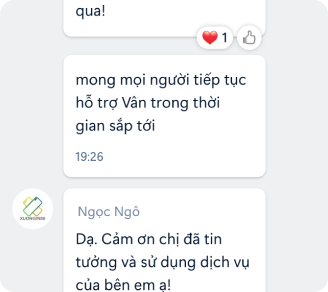 qua!
1
mong mọi người tiếp tục
hỗ trợ Vân trong thời
gian sắp tới
19:26
Ngọc Ngô
Dạ. Cảm ơn chị đã tin
tưởng và sử dụng dịch vụ
của bên em ạ!